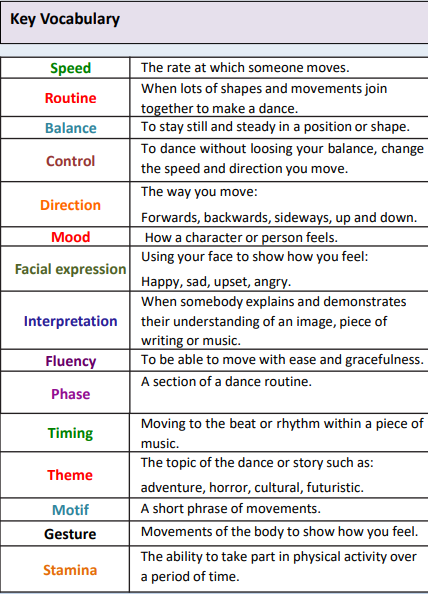 Key Vocabulary
Speed The rate at which someone moves.
Routine When lots of shapes and movements join
together to make a dance.
Balance To stay still and steady in a position or shape.
Control To dance without loosing your balance, change
the speed and direction you move.
Direction The way you move:
Forwards, backwards, sideways, up and down.
Mood How a character or person feels.
Facial expression Using your face to show how you feel:
Happy, sad, upset, angry.
Interpretation When somebody explains and demonstrates
their understanding of an image, piece of
writing or music.
Fluency To be able to move with ease and gracefulness.
Phase A section of a dance routine.
Timing Moving to the beat or rhythm within a piece of
music.
Theme The topic of the dance or story such as:
adventure, horror, cultural, futuristic.
Motif A short phrase of movements.
Gesture Movements of the body to show how you feel.
Stamina The ability to take part in physical activity over
a period of time.